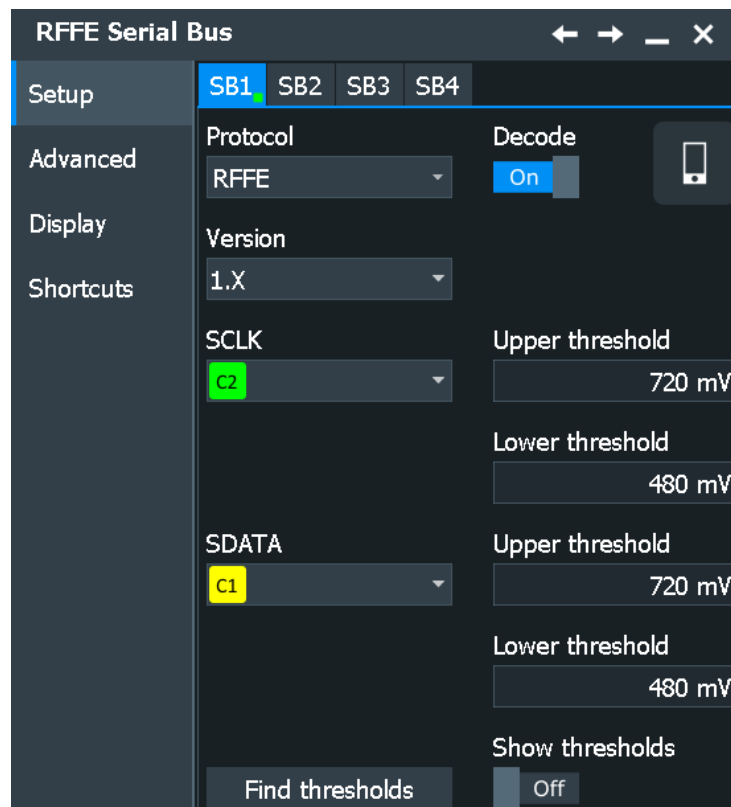 RFFE Serial Bus
Setup
Advanced
Display
Shortcuts
SB1 SB2 SB3 SB4
Protocol Decode
RFFE On
Version
1.X
SCLK Upper threshold
C2 720 mV
Lower threshold
480 mV
SDATA Upper threshold
C1 720 mV
Lower threshold
480 mV
Show thresholds
Find thresholds Off